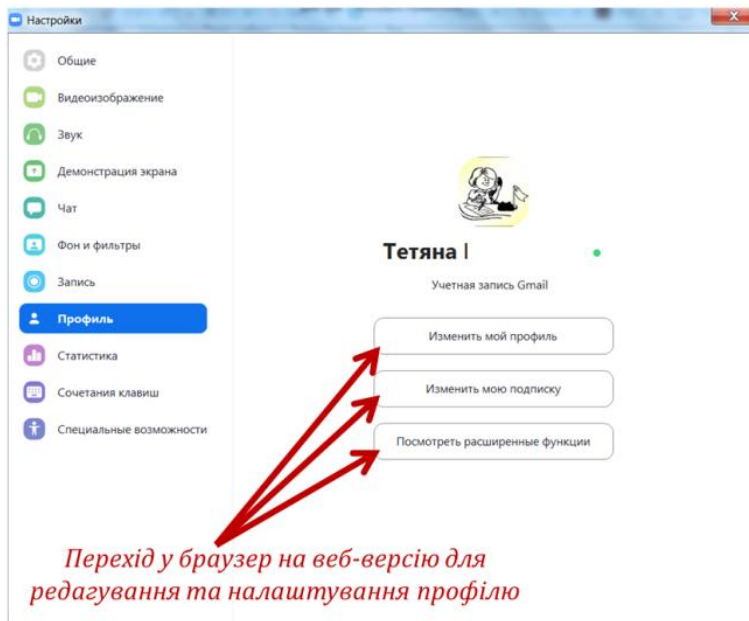 Настройки
Общие
Видеоизображение
Звук
Демонстрация экрана
Чат
Фон и фильтры
Запись
Профиль
Статистика
Сочетания клавиш
Специальные возможности
Тетяна
Учетная запись Gmail
Изменить мой профиль
Изменить мою подписку
Посмотреть расширенные функции
Перехід у браузер на веб-версію для
редагування та налаштування профілю